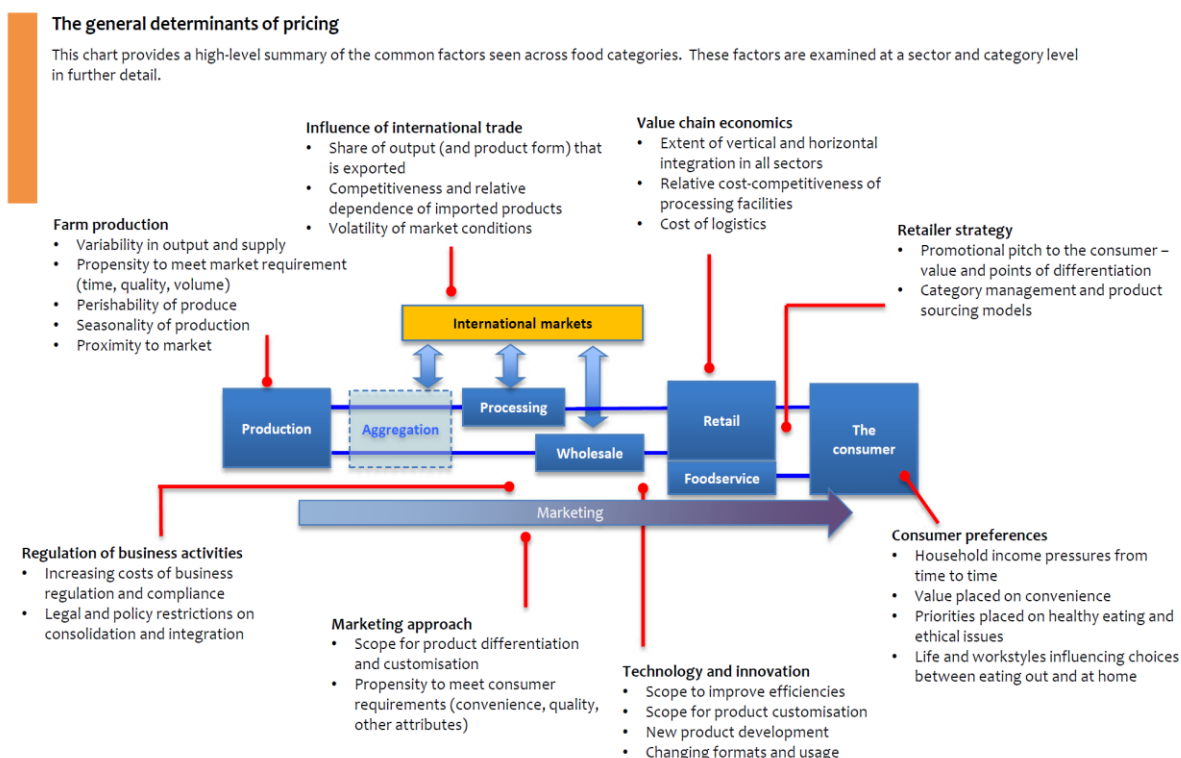 The general determinants of pricing
This chart provides a high-level summary of the common factors seen across food categories. These factors are examined at a sector and category level
in further detail.
Influence of international trade
• Share of output (and product form) that
is exported
• Competitiveness and relative
dependence of imported products
• Volatility of market conditions
Value chain economics
• Extent of vertical and horizontal
integration in all sectors
• Relative cost-competitiveness of
processing facilities
• Cost of logistics
Farm production
• Variability in output and supply
• Propensity to meet market requirement
(time, quality, volume)
• Perishability of produce
• Seasonality of production
• Proximity to market
Retailer strategy
• Promotional pitch to the consumer –
value and points of differentiation
• Category management and product
sourcing models
International markets
Production
Aggregation
Processing
Wholesale
Retail
Foodservice
The
consumer
Marketing
Regulation of business activities
• Increasing costs of business
regulation and compliance
• Legal and policy restrictions on
consolidation and integration
Marketing approach
• Scope for product differentiation
and customisation
• Propensity to meet consumer
requirements (convenience, quality,
other attributes)
Technology and innovation
• Scope to improve efficiencies
• Scope for product customisation
• New product development
• Changing formats and usage
Consumer preferences
• Household income pressures from
time to time
• Value placed on convenience
• Priorities placed on healthy eating and
ethical issues
• Life and workstyles influencing choices
between eating out and at home